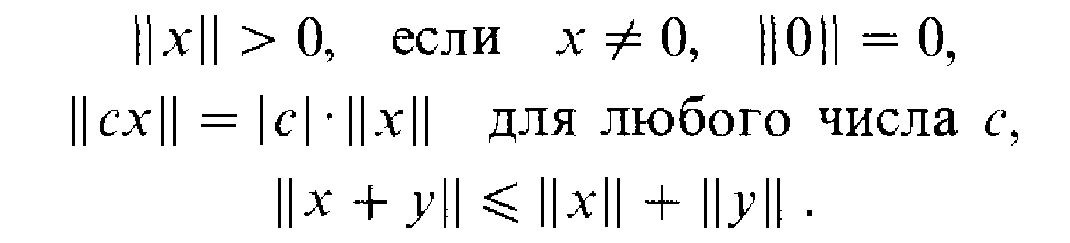 ‖x‖ > 0, если x ≠ 0, ‖0‖ = 0,
‖cx‖ = |c|·‖x‖ для любого числа c,
‖x + y‖ ⩽ ‖x‖ + ‖y‖ .